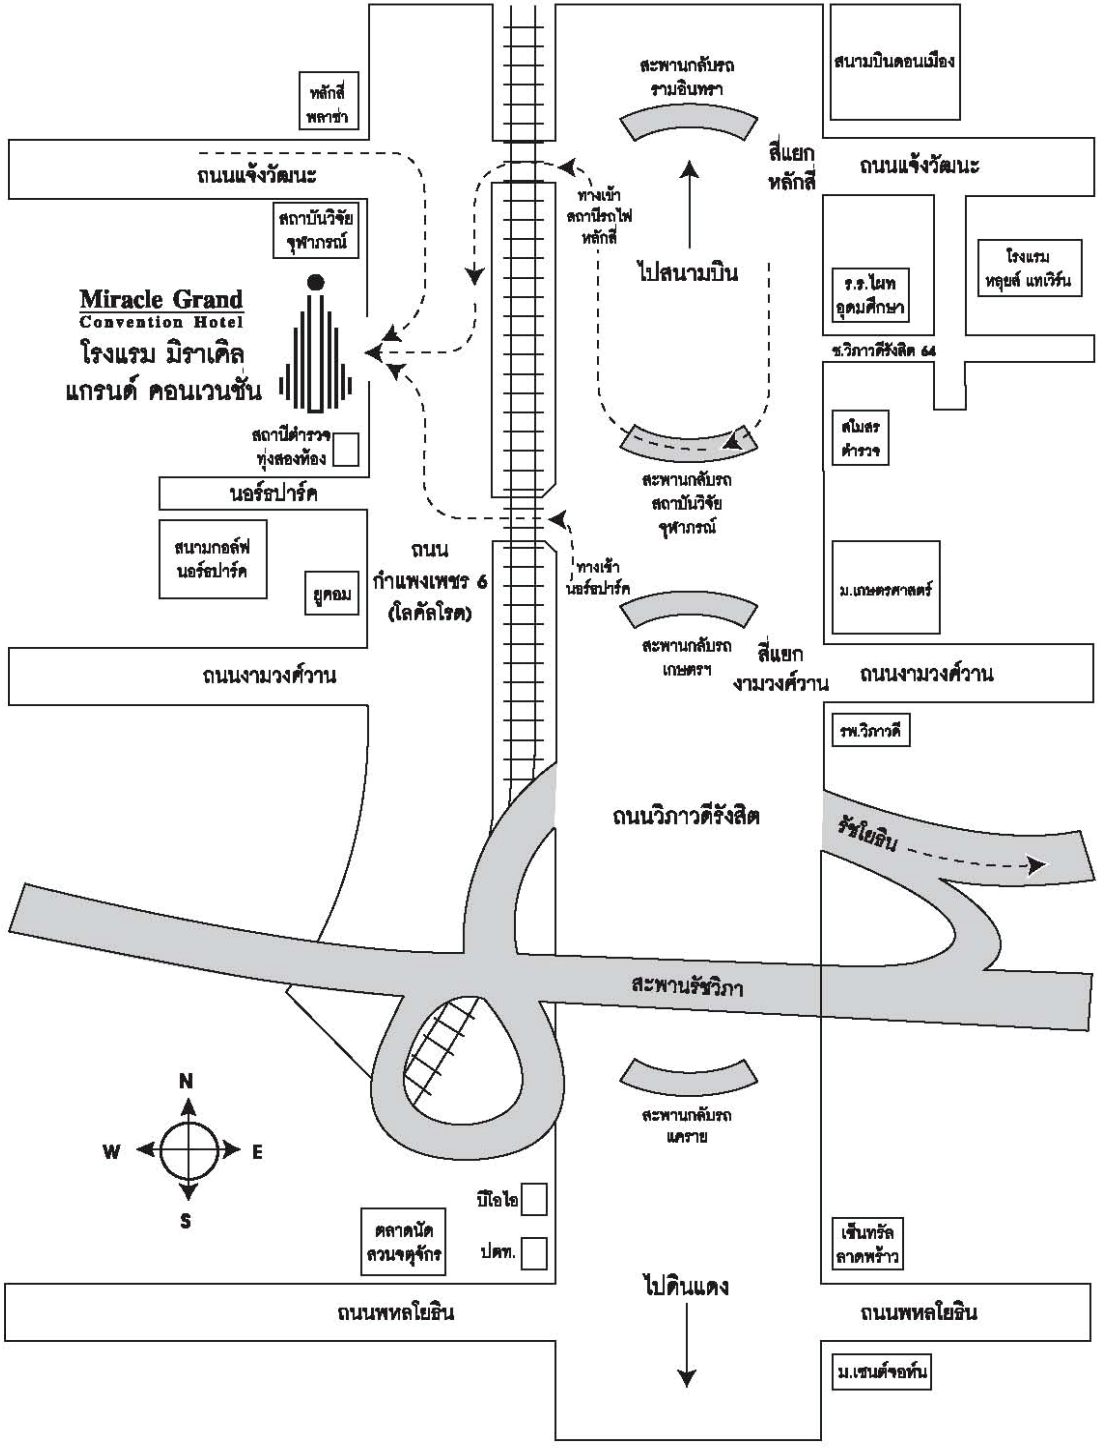 สนามบินดอนเมือง
สะพานกลับรถ
รามอินทรา
หลักสี่
พลาซ่า
สี่แยก
หลักสี่
ถนนแจ้งวัฒนะ
ถนนแจ้งวัฒนะ
ทางเข้า
สถานีรถไฟ
หลักสี่
สถาบันวิจัย
จุฬาภรณ์
ไปสนามบิน
โรงแรม
หลุยส์ แทเวิร์น
ร.ร.ไผท
อุดมศึกษา
Miracle Grand
Convention Hotel
โรงแรม มิราเคิล
แกรนด์ คอนเวนชั่น
ซ.วิภาวดีรังสิต 64
สโมสร
ตำรวจ
สถานีตำรวจ
ทุ่งสองห้อง
สะพานกลับรถ
สถาบันวิจัย
จุฬาภรณ์
นอร์ธปาร์ค
สนามกอล์ฟ
นอร์ธปาร์ค
ถนน
กำแพงเพชร 6
(โลคัลโรด)
ทางเข้า
นอร์ธปาร์ค
ยูคอม
ม.เกษตรศาสตร์
สะพานกลับรถ
เกษตรฯ
สี่แยก
งามวงศ์วาน
ถนนงามวงศ์วาน
ถนนงามวงศ์วาน
รพ.วิภาวดี
ถนนวิภาวดีรังสิต
รัชโยธิน
สะพานรัชวิภา
สะพานกลับรถ
แคราย
N
W
E
S
บีโอไอ
ปตท.
ตลาดนัด
สวนจตุจักร
เซ็นทรัล
ลาดพร้าว
ไปดินแดง
ถนนพหลโยธิน
ถนนพหลโยธิน
ม.เซนต์จอห์น